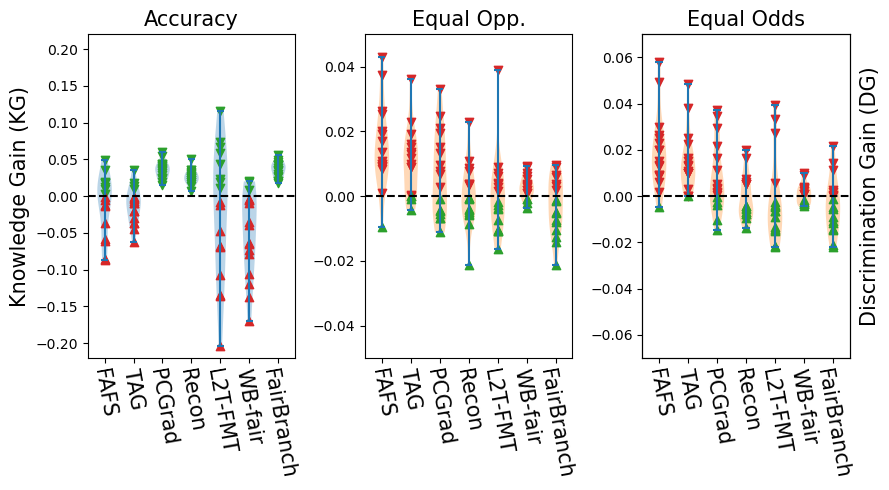 Accuracy
Equal Opp.
Equal Odds
Knowledge Gain (KG)
0.20
0.15
0.10
0.05
0.00
−0.05
−0.10
−0.15
−0.20
FAFS
TAG
PCGrad
Recon
L2T-FMT
WB-fair
FairBranch
0.04
0.02
0.00
−0.02
−0.04
FAFS
TAG
PCGrad
Recon
L2T-FMT
WB-fair
FairBranch
0.06
0.04
0.02
0.00
−0.02
−0.04
−0.06
FAFS
TAG
PCGrad
Recon
L2T-FMT
WB-fair
FairBranch
Discrimination Gain (DG)